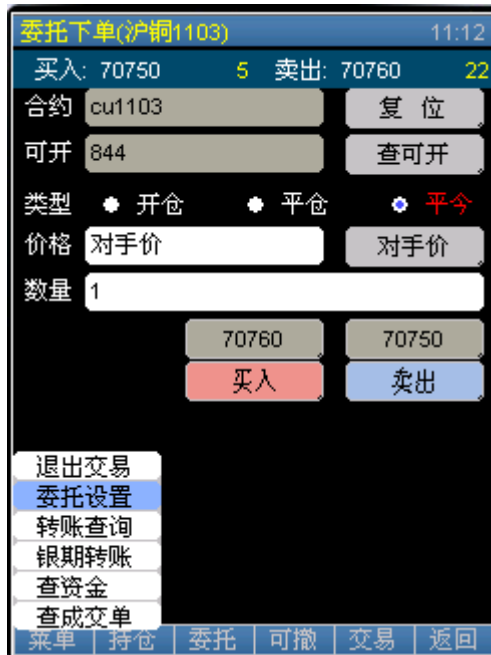 委托下单(沪铜1103) 11:12
买入: 70750 5 卖出: 70760 22
合约 cu1103 复 位
可开 844 查可开
类型 开仓 平仓 平今
价格 对手价 对手价
数量 1
70760 70750
买入 卖出
退出交易
委托设置
转账查询
银期转账
查资金
查成交单
菜单 持仓 委托 可撤 交易 返回